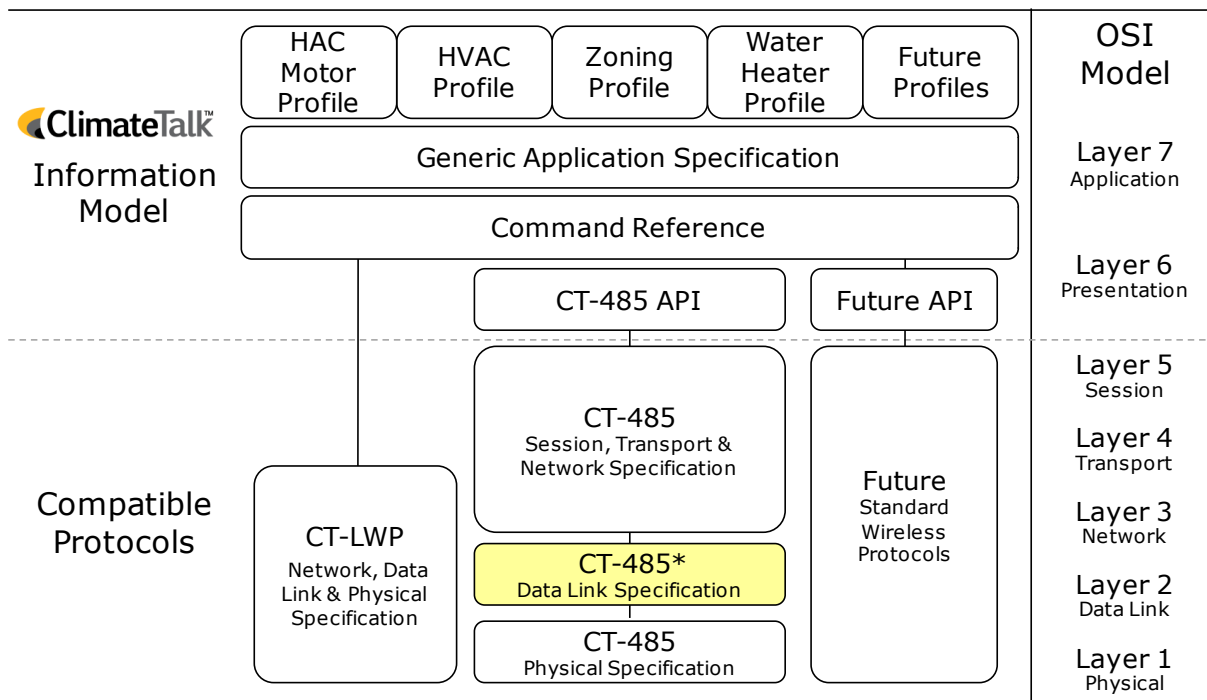 HAC
Motor
Profile
HVAC
Profile
Zoning
Profile
Water
Heater
Profile
Future
Profiles
OSI
Model
ClimateTalk™
Information
Model
Generic Application Specification
Layer 7
Application
Command Reference
Layer 6
Presentation
CT-485 API
Future API
Compatible
Protocols
CT-LWP
Network, Data
Link & Physical
Specification
CT-485
Session, Transport &
Network Specification
CT-485*
Data Link Specification
CT-485
Physical Specification
Future
Standard
Wireless
Protocols
Layer 5
Session
Layer 4
Transport
Layer 3
Network
Layer 2
Data Link
Layer 1
Physical